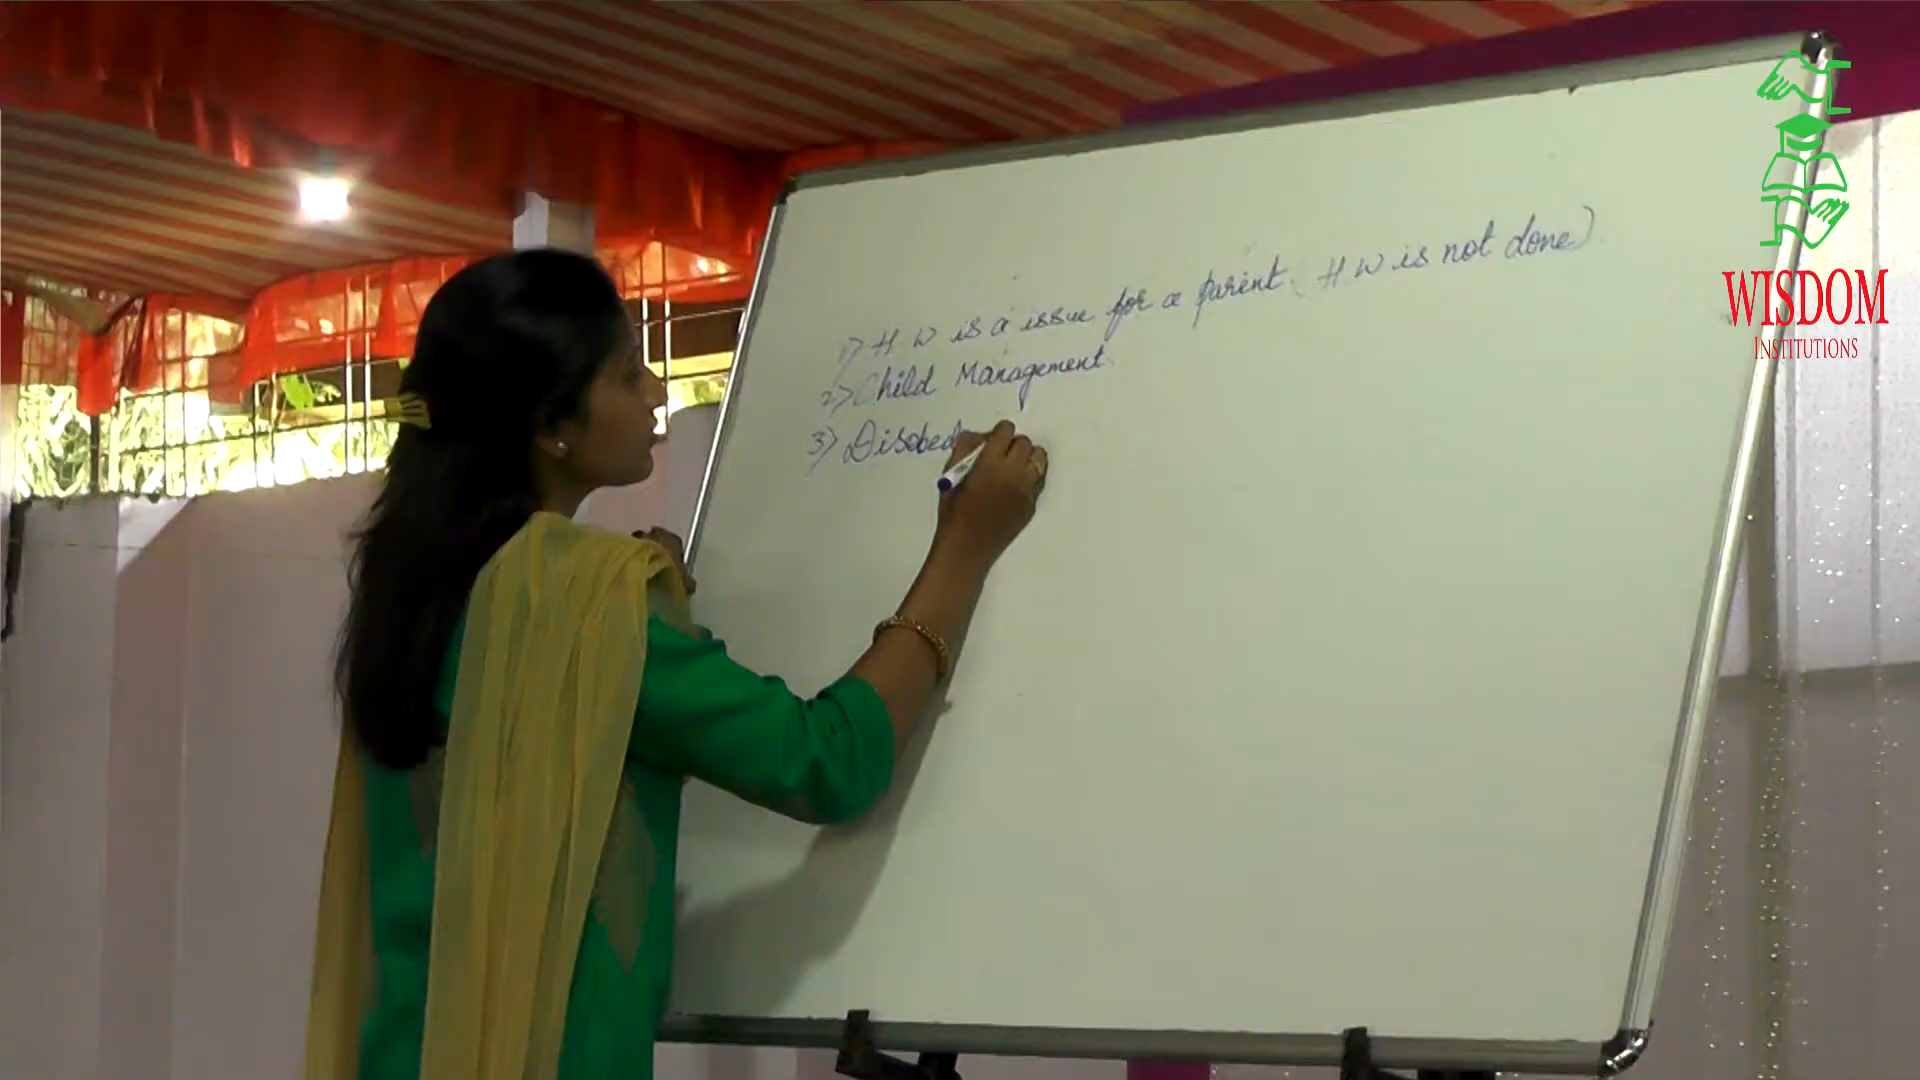 1) H W is a issue for a parent. (H W is not done)
2) Child Management.
3) Disobed
WISDOM
INSTITUTIONS